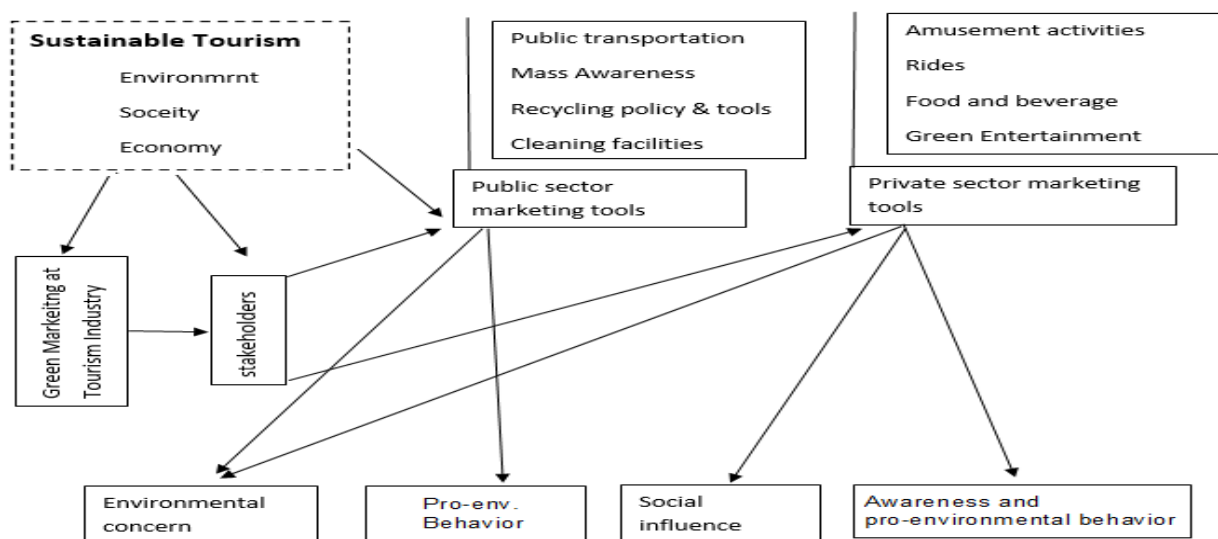 Sustainable Tourism
Environmrnt
Soceity
Economy
Public transportation
Mass Awareness
Recycling policy & tools
Cleaning facilities
Amusement activities
Rides
Food and beverage
Green Entertainment
Public sector
marketing tools
Private sector marketing
tools
Green Markeitng at
Tourism Industry
stakeholders
Environmental
concern
Pro-env.
Behavior
Social
influence
Awareness and
pro-environmental behavior